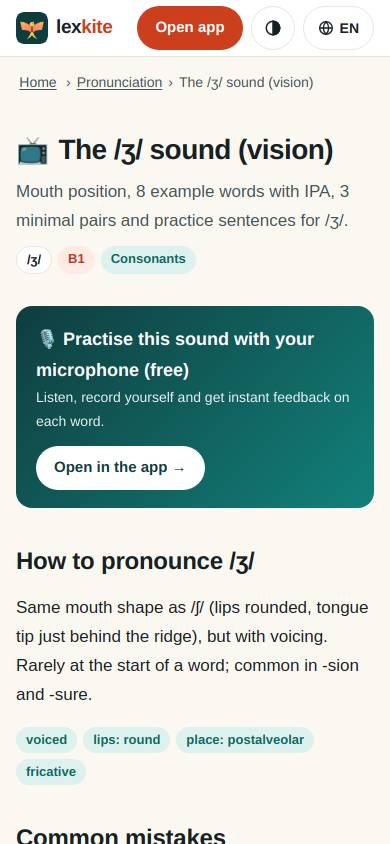 lexkite
Open app
EN
Home › Pronunciation › The /ʒ/ sound (vision)
📺 The /ʒ/ sound (vision)
Mouth position, 8 example words with IPA, 3
minimal pairs and practice sentences for /ʒ/.
/ʒ/ B1 Consonants
🎙️ Practise this sound with your
microphone (free)
Listen, record yourself and get instant feedback on
each word.
Open in the app →
How to pronounce /ʒ/
Same mouth shape as /ʃ/ (lips rounded, tongue
tip just behind the ridge), but with voicing.
Rarely at the start of a word; common in -sion
and -sure.
voiced lips: round place: postalveolar
fricative
Common mistakes